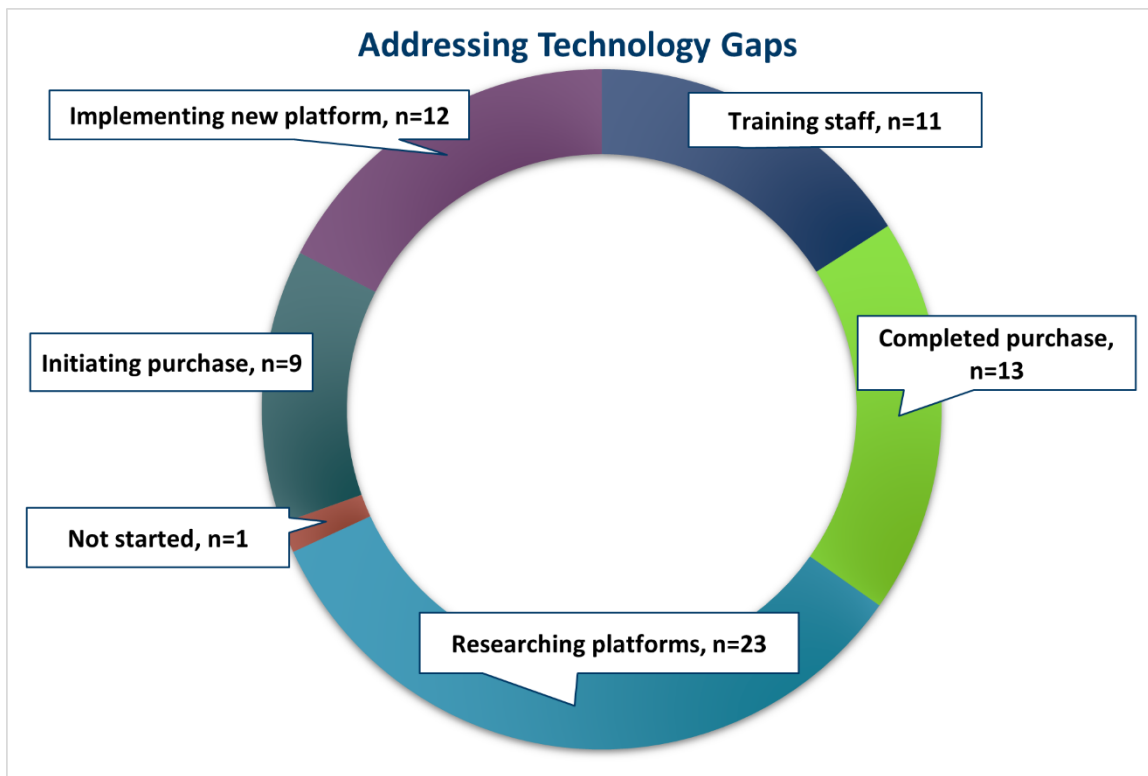 Addressing Technology Gaps
Implementing new platform, n=12
Training staff, n=11
Completed purchase,
n=13
Initiating purchase, n=9
Not started, n=1
Researching platforms, n=23